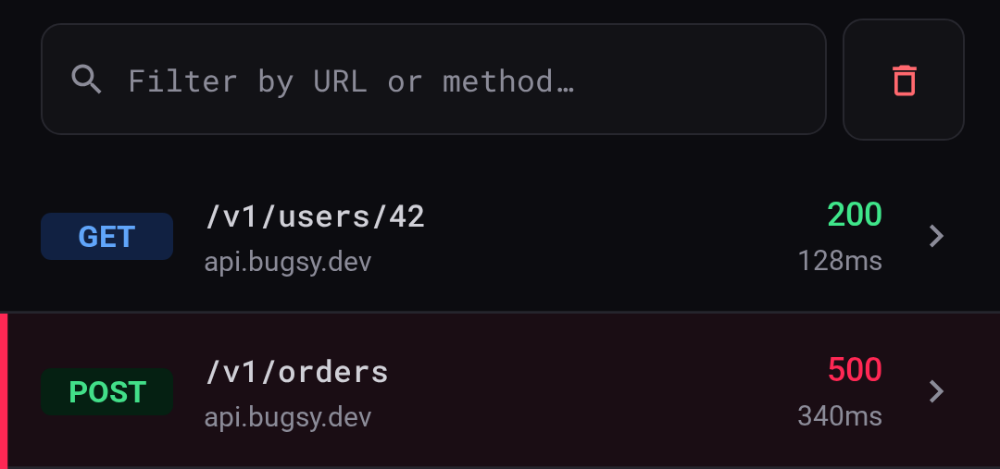 Filter by URL or method…
GET
/v1/users/42
200
api.bugsy.dev
128ms
POST
/v1/orders
500
api.bugsy.dev
340ms